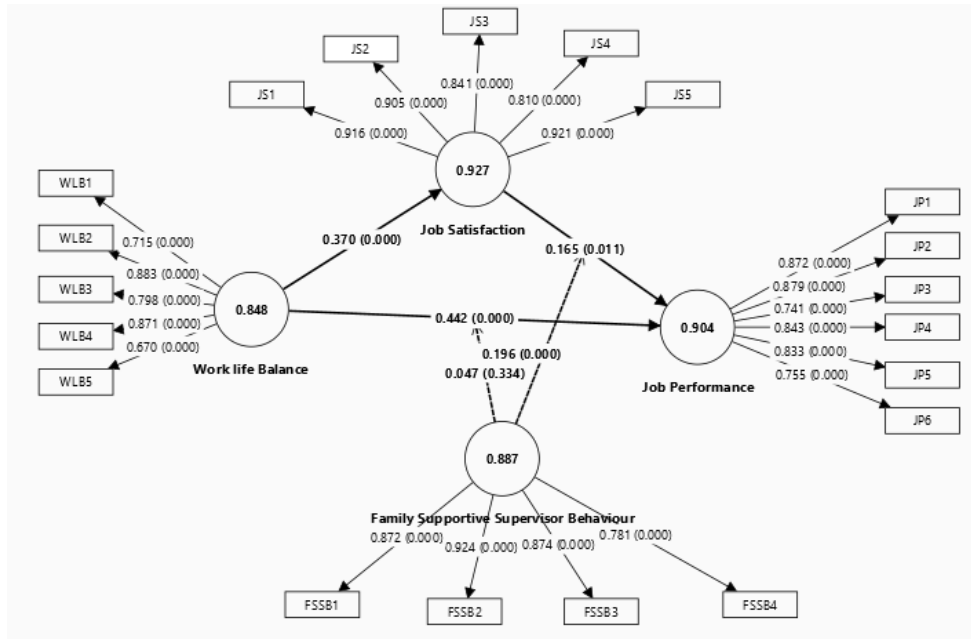 JS3
JS2
JS4
JS1
JS5
0.841 (0.000)
0.905 (0.000)
0.810 (0.000)
0.916 (0.000)
0.921 (0.000)
0.927
Job Satisfaction
WLB1
WLB2
WLB3
WLB4
WLB5
0.715 (0.000)
0.883 (0.000)
0.798 (0.000)
0.871 (0.000)
0.670 (0.000)
0.848
Work life Balance
0.370 (0.000)
0.165 (0.011)
0.442 (0.000)
0.196 (0.000)
0.047 (0.334)
0.904
Job Performance
0.872 (0.000)
0.879 (0.000)
0.741 (0.000)
0.843 (0.000)
0.833 (0.000)
0.755 (0.000)
JP1
JP2
JP3
JP4
JP5
JP6
0.887
Family Supportive Supervisor Behaviour
0.872 (0.000)
0.924 (0.000)
0.874 (0.000)
0.781 (0.000)
FSSB1
FSSB2
FSSB3
FSSB4